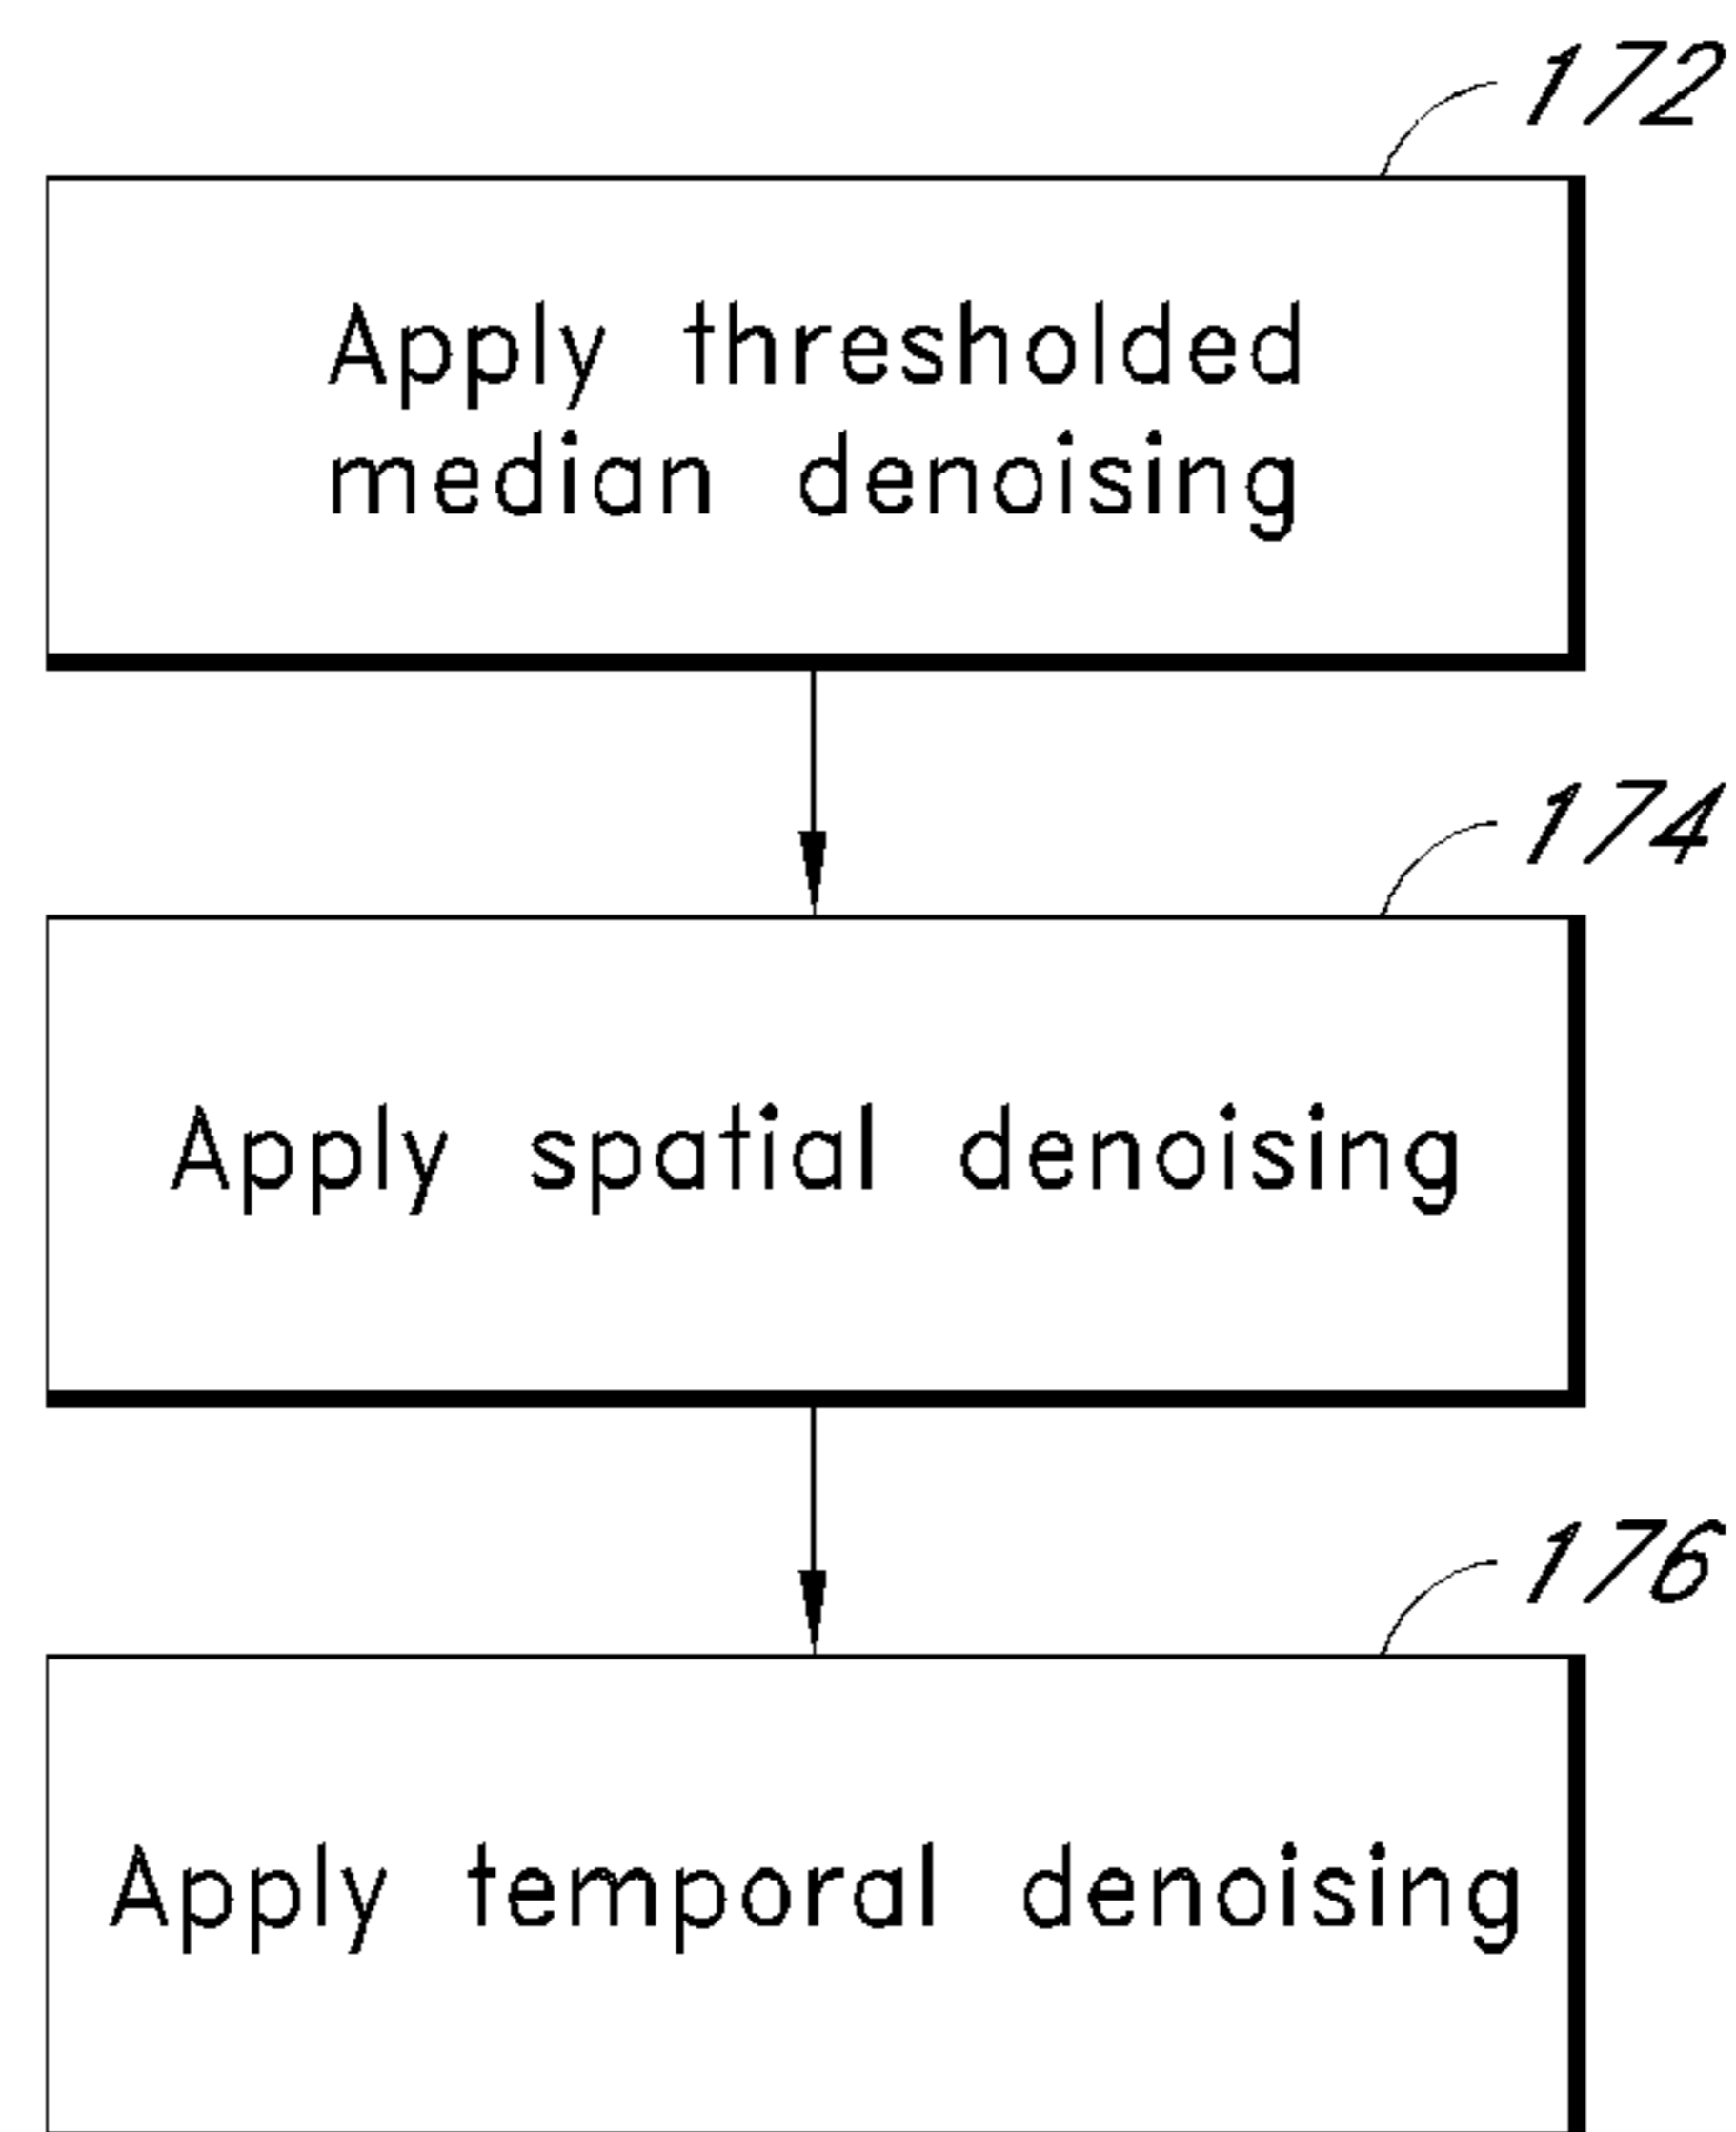 172
Apply thresholded
median denoising
174
Apply spatial denoising
176
Apply temporal denoising